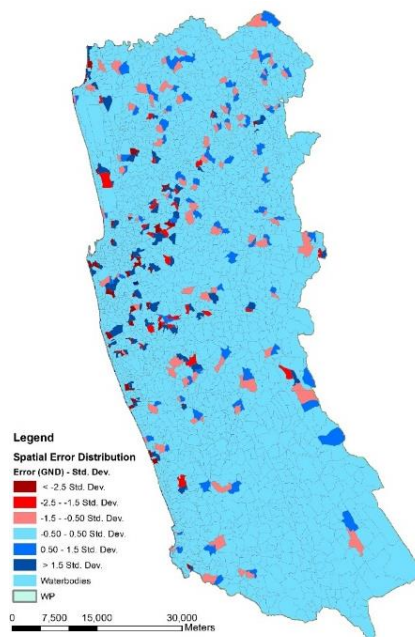 Legend
Spatial Error Distribution
Error (GND) - Std. Dev.
< -2.5 Std. Dev.
-2.5 - -1.5 Std. Dev.
-1.5 - -0.50 Std. Dev.
-0.50 - 0.50 Std. Dev.
0.50 - 1.5 Std. Dev.
> 1.5 Std. Dev.
Waterbodies
WP
0 7,500 15,000 30,000
Meters